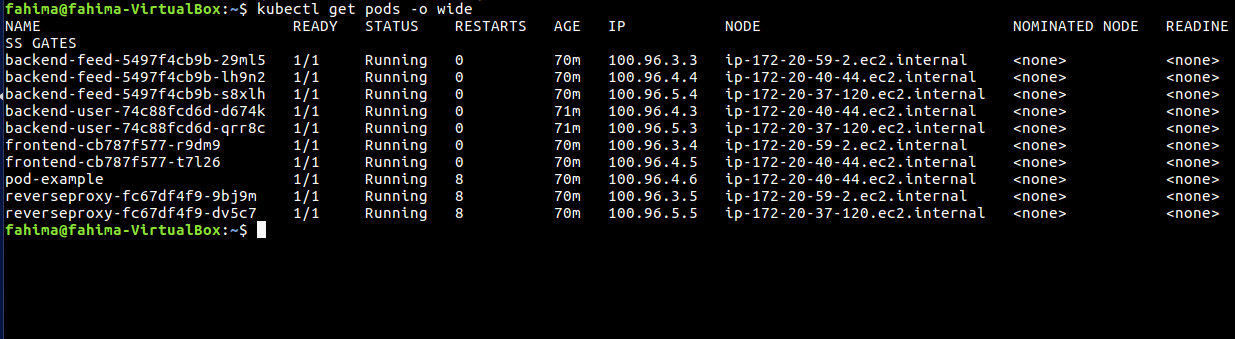 fahima@fahima-VirtualBox:~$ kubectl get pods -o wide
NAME READY STATUS RESTARTS AGE IP NODE NOMINATED NODE READINE
SS GATES
backend-feed-5497f4cb9b-29ml5 1/1 Running 0 70m 100.96.3.3 ip-172-20-59-2.ec2.internal <none> <none>
backend-feed-5497f4cb9b-lh9n2 1/1 Running 0 70m 100.96.4.4 ip-172-20-40-44.ec2.internal <none> <none>
backend-feed-5497f4cb9b-s8xlh 1/1 Running 0 70m 100.96.5.4 ip-172-20-37-120.ec2.internal <none> <none>
backend-user-74c88fcd6d-d674k 1/1 Running 0 71m 100.96.4.3 ip-172-20-40-44.ec2.internal <none> <none>
backend-user-74c88fcd6d-qrr8c 1/1 Running 0 71m 100.96.5.3 ip-172-20-37-120.ec2.internal <none> <none>
frontend-cb787f577-r9dm9 1/1 Running 0 70m 100.96.3.4 ip-172-20-59-2.ec2.internal <none> <none>
frontend-cb787f577-t7l26 1/1 Running 0 70m 100.96.4.5 ip-172-20-40-44.ec2.internal <none> <none>
pod-example 1/1 Running 8 70m 100.96.4.6 ip-172-20-40-44.ec2.internal <none> <none>
reverseproxy-fc67df4f9-9bj9m 1/1 Running 8 70m 100.96.3.5 ip-172-20-59-2.ec2.internal <none> <none>
reverseproxy-fc67df4f9-dv5c7 1/1 Running 8 70m 100.96.5.5 ip-172-20-37-120.ec2.internal <none> <none>
fahima@fahima-VirtualBox:~$